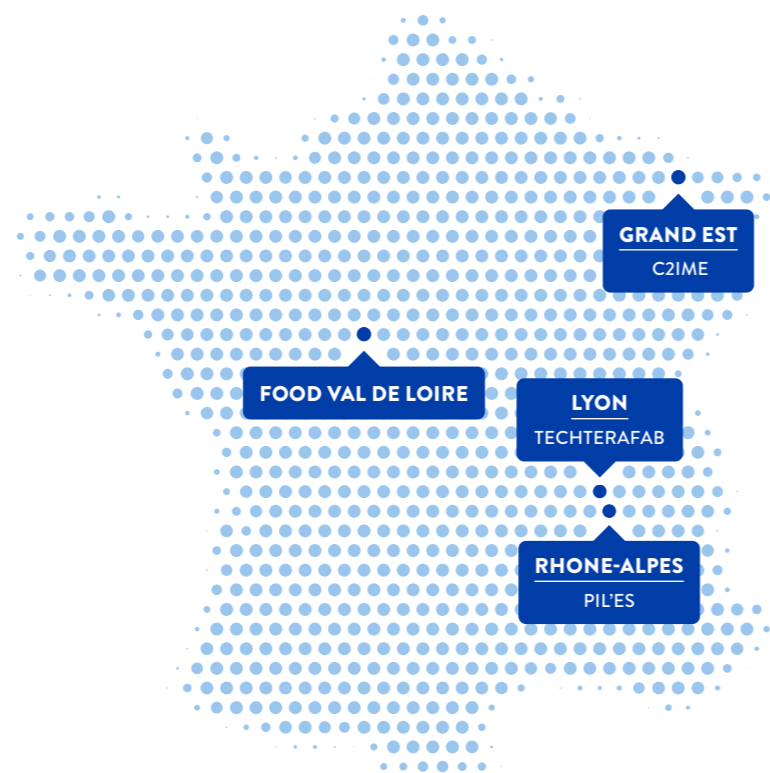 GRAND EST
C2IME
FOOD VAL DE LOIRE
LYON
TECHTERAFAB
RHONE-ALPES
PIL'ES